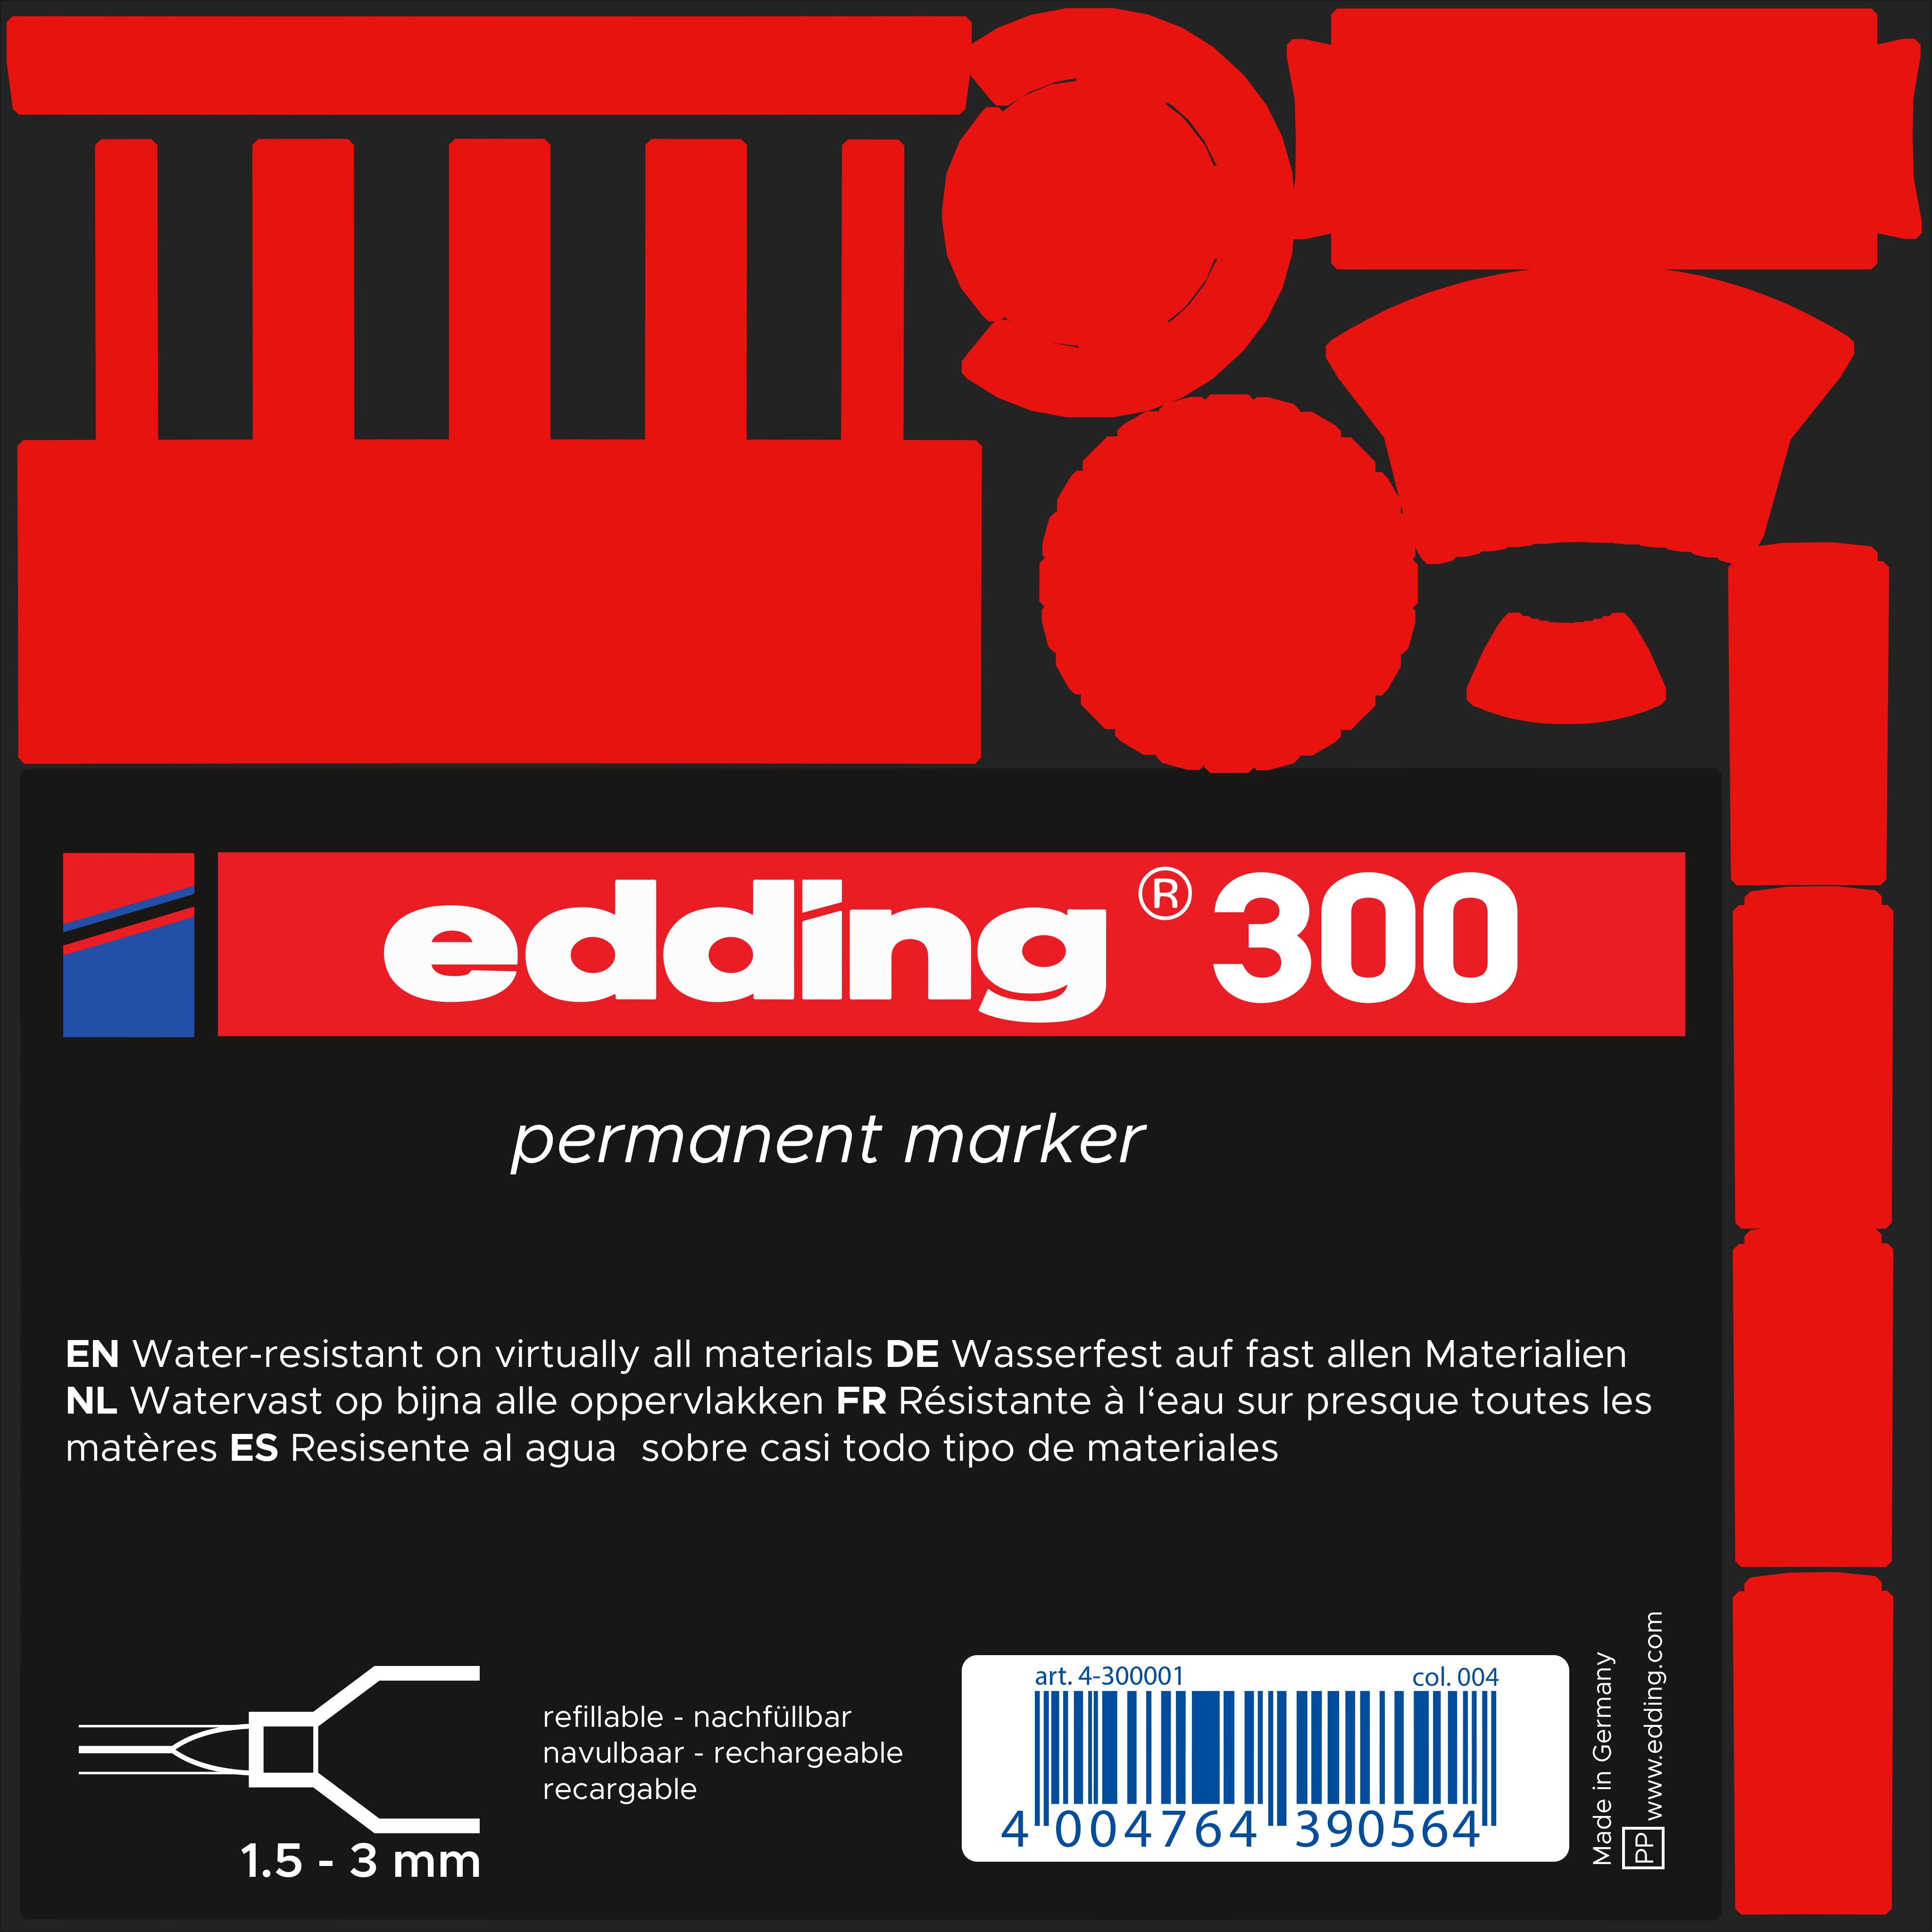 edding® 300
permanent marker
EN Water-resistant on virtually all materials DE Wasserfest auf fast allen Materialien
NL Watervast op bijna alle oppervlakken FR Résistante à l‘eau sur presque toutes les
matères ES Resisente al agua  sobre casi todo tipo de materiales
refillable - nachfüllbar
navulbaar - rechargeable
recargable
1.5 - 3 mm
art. 4-300001 col. 004
4 004764 390564
Made in Germany
PP www.edding.com